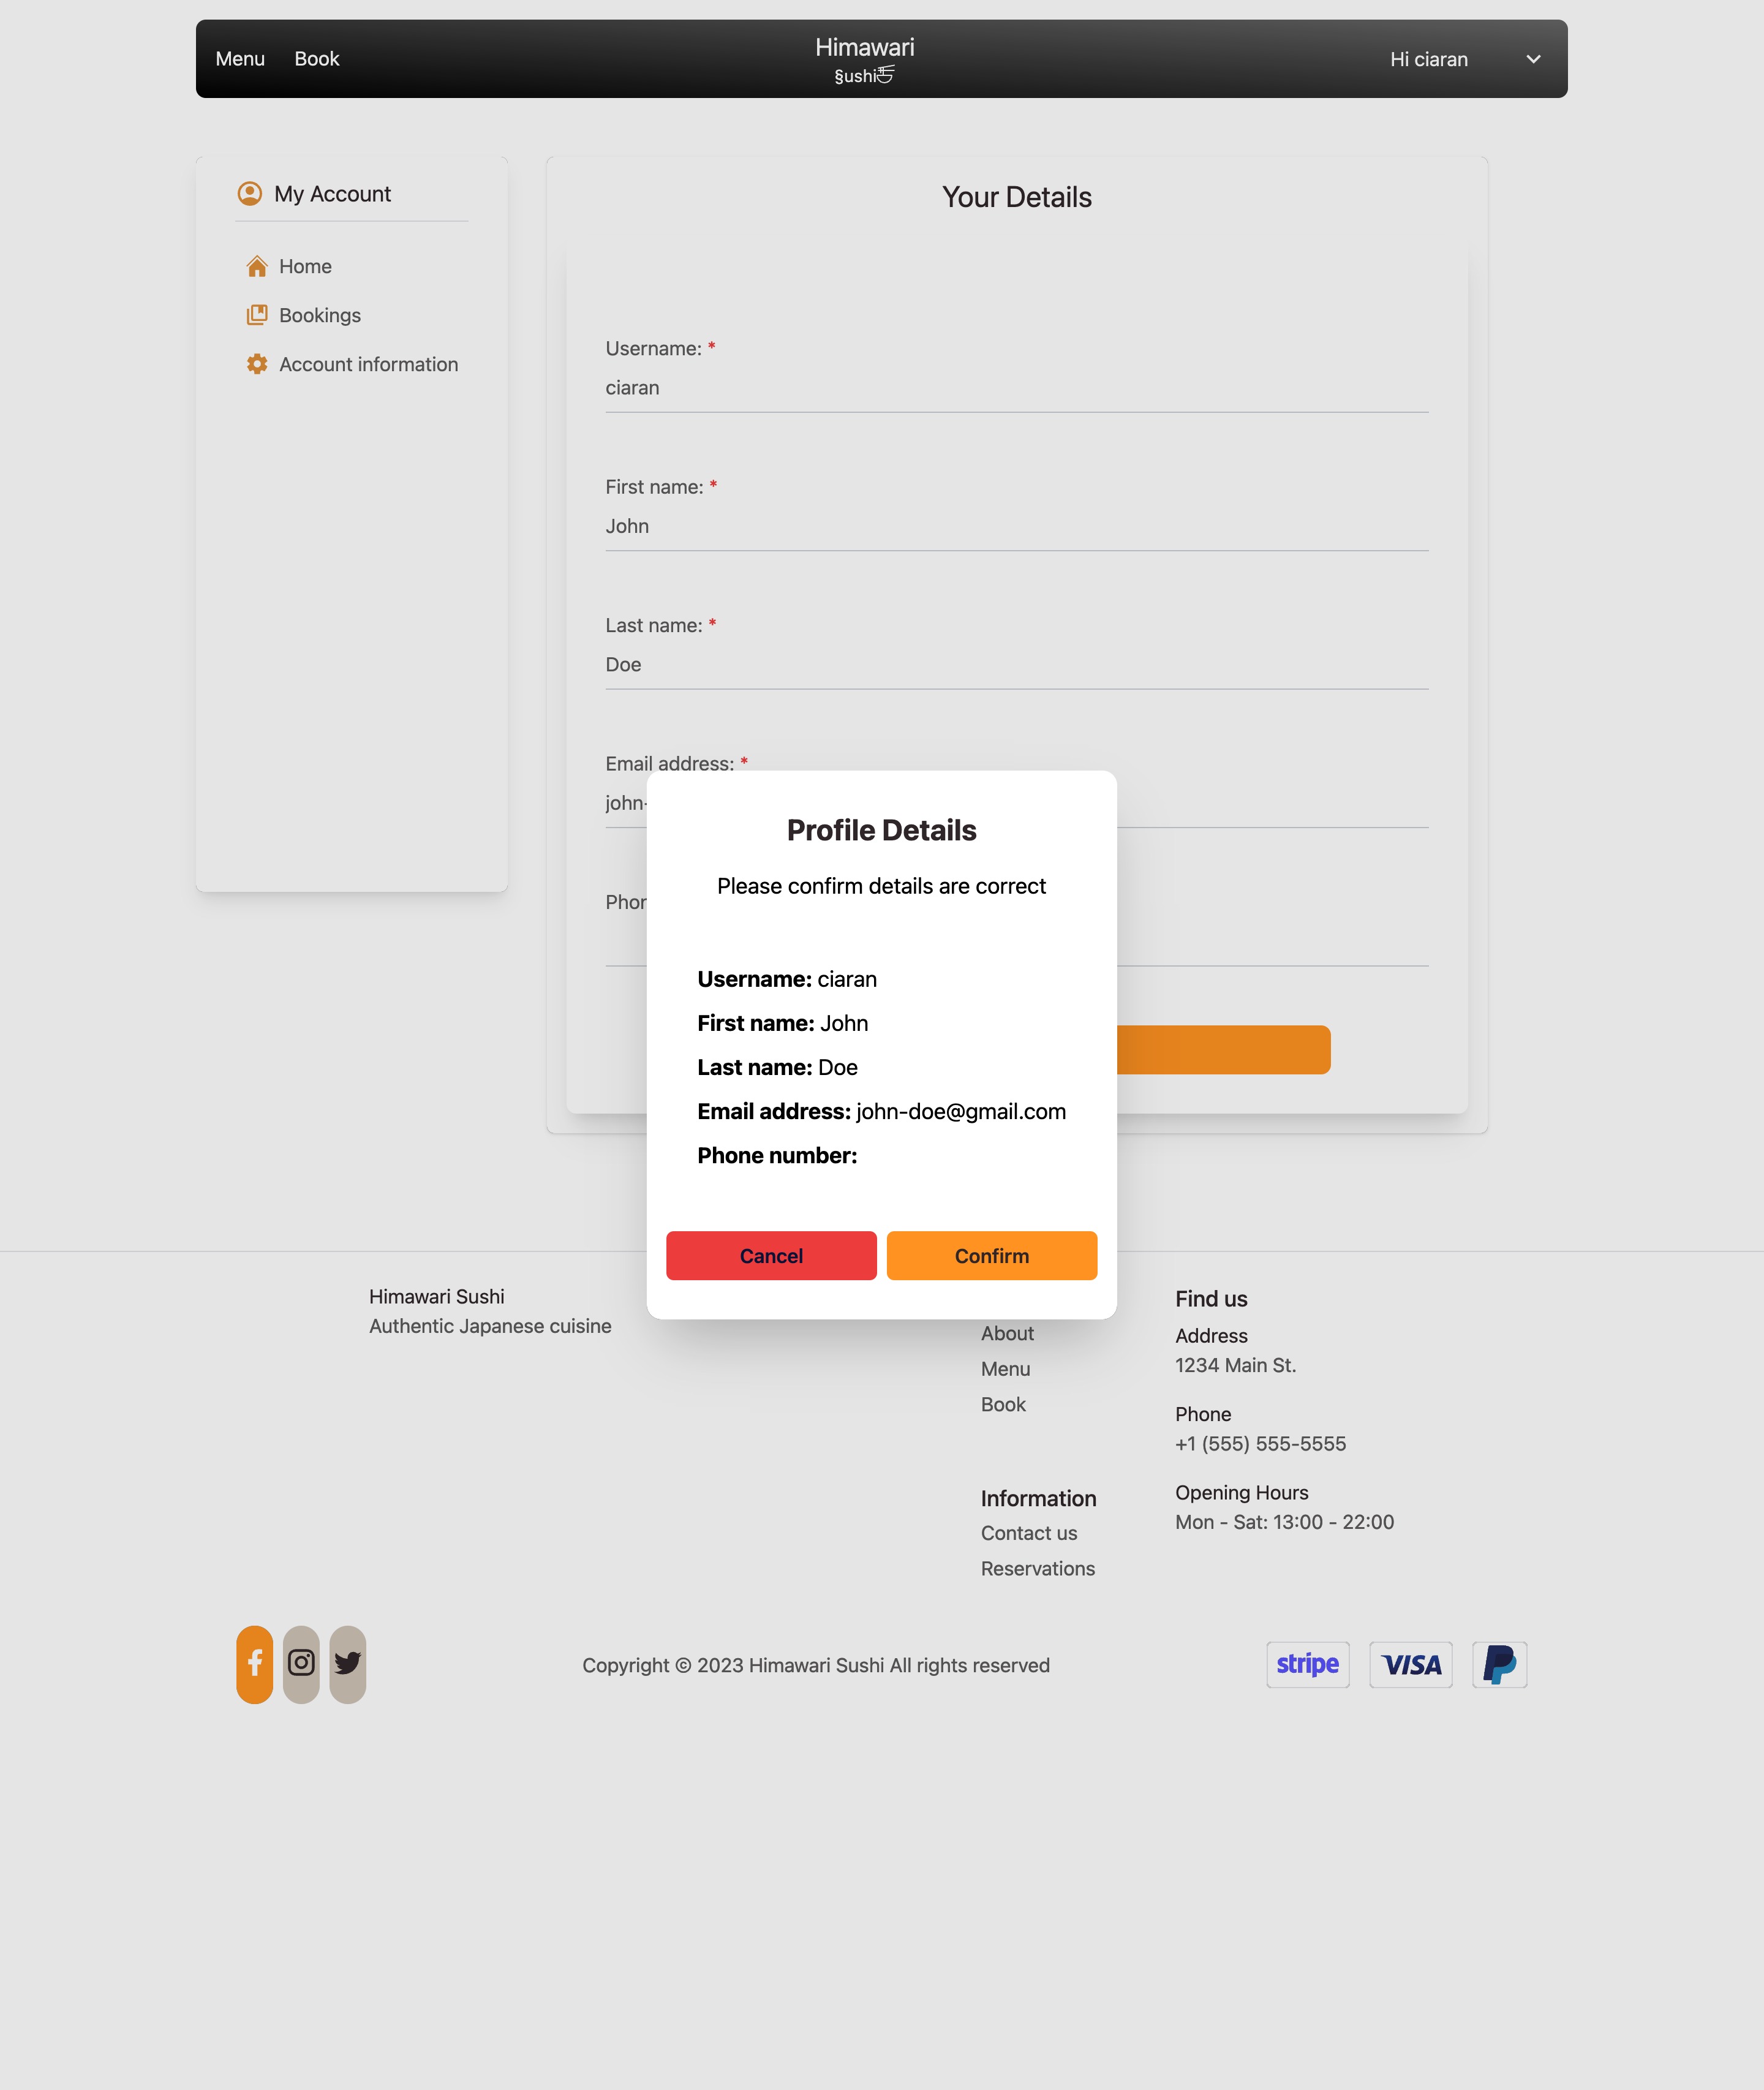 Menu Book
Himawari
§ushi
Hi ciaran
My Account
Home
Bookings
Account information
Your Details
Username: *
ciaran
First name: *
John
Last name: *
Doe
Email address: *
john-
Phor
Profile Details
Please confirm details are correct
Username: ciaran
First name: John
Last name: Doe
Email address: john-doe@gmail.com
Phone number:
Cancel Confirm
Himawari Sushi
Authentic Japanese cuisine
About
Menu
Book
Information
Contact us
Reservations
Find us
Address
1234 Main St.
Phone
+1 (555) 555-5555
Opening Hours
Mon - Sat: 13:00 - 22:00
Copyright © 2023 Himawari Sushi All rights reserved
stripe VISA